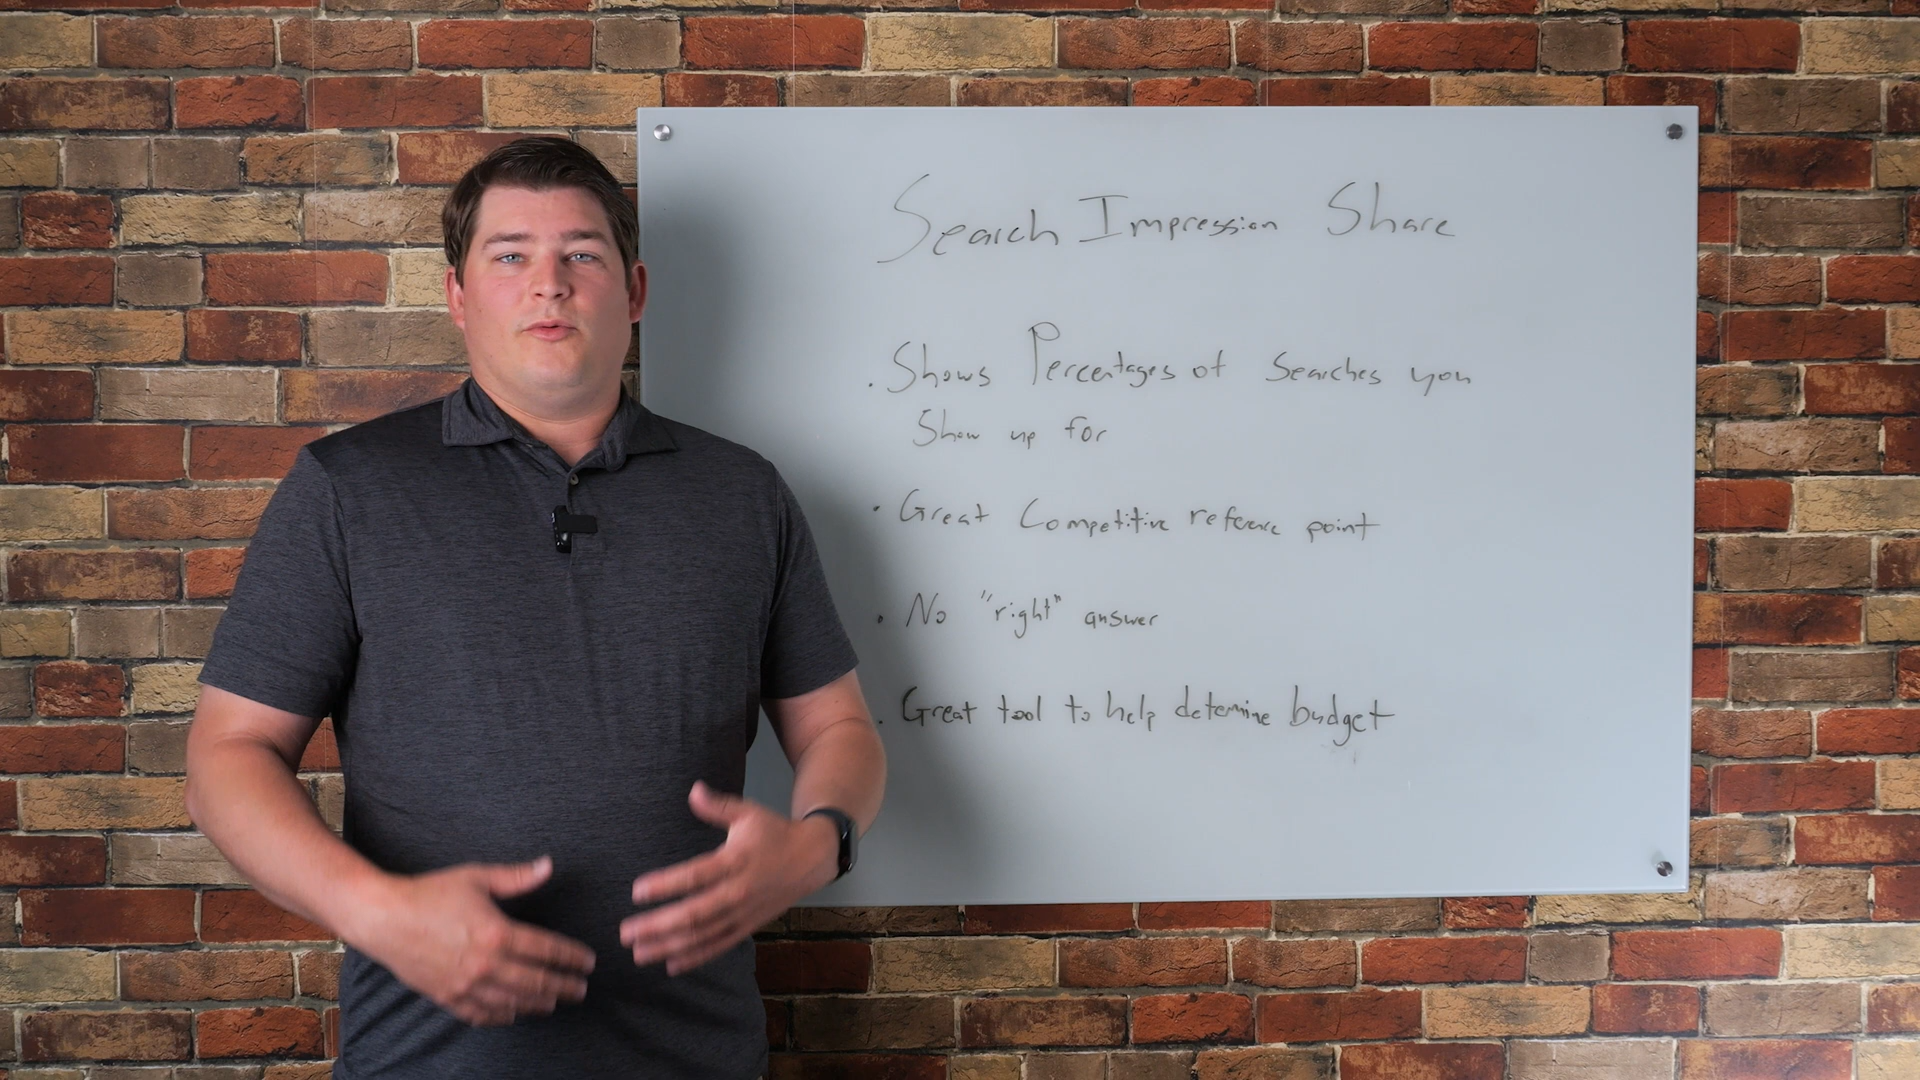 Search Impression Share
. Shows Percentages of Searches you
Show up for
. Great Competitive reference point
. No "right" answer
. Great tool to help determine budget